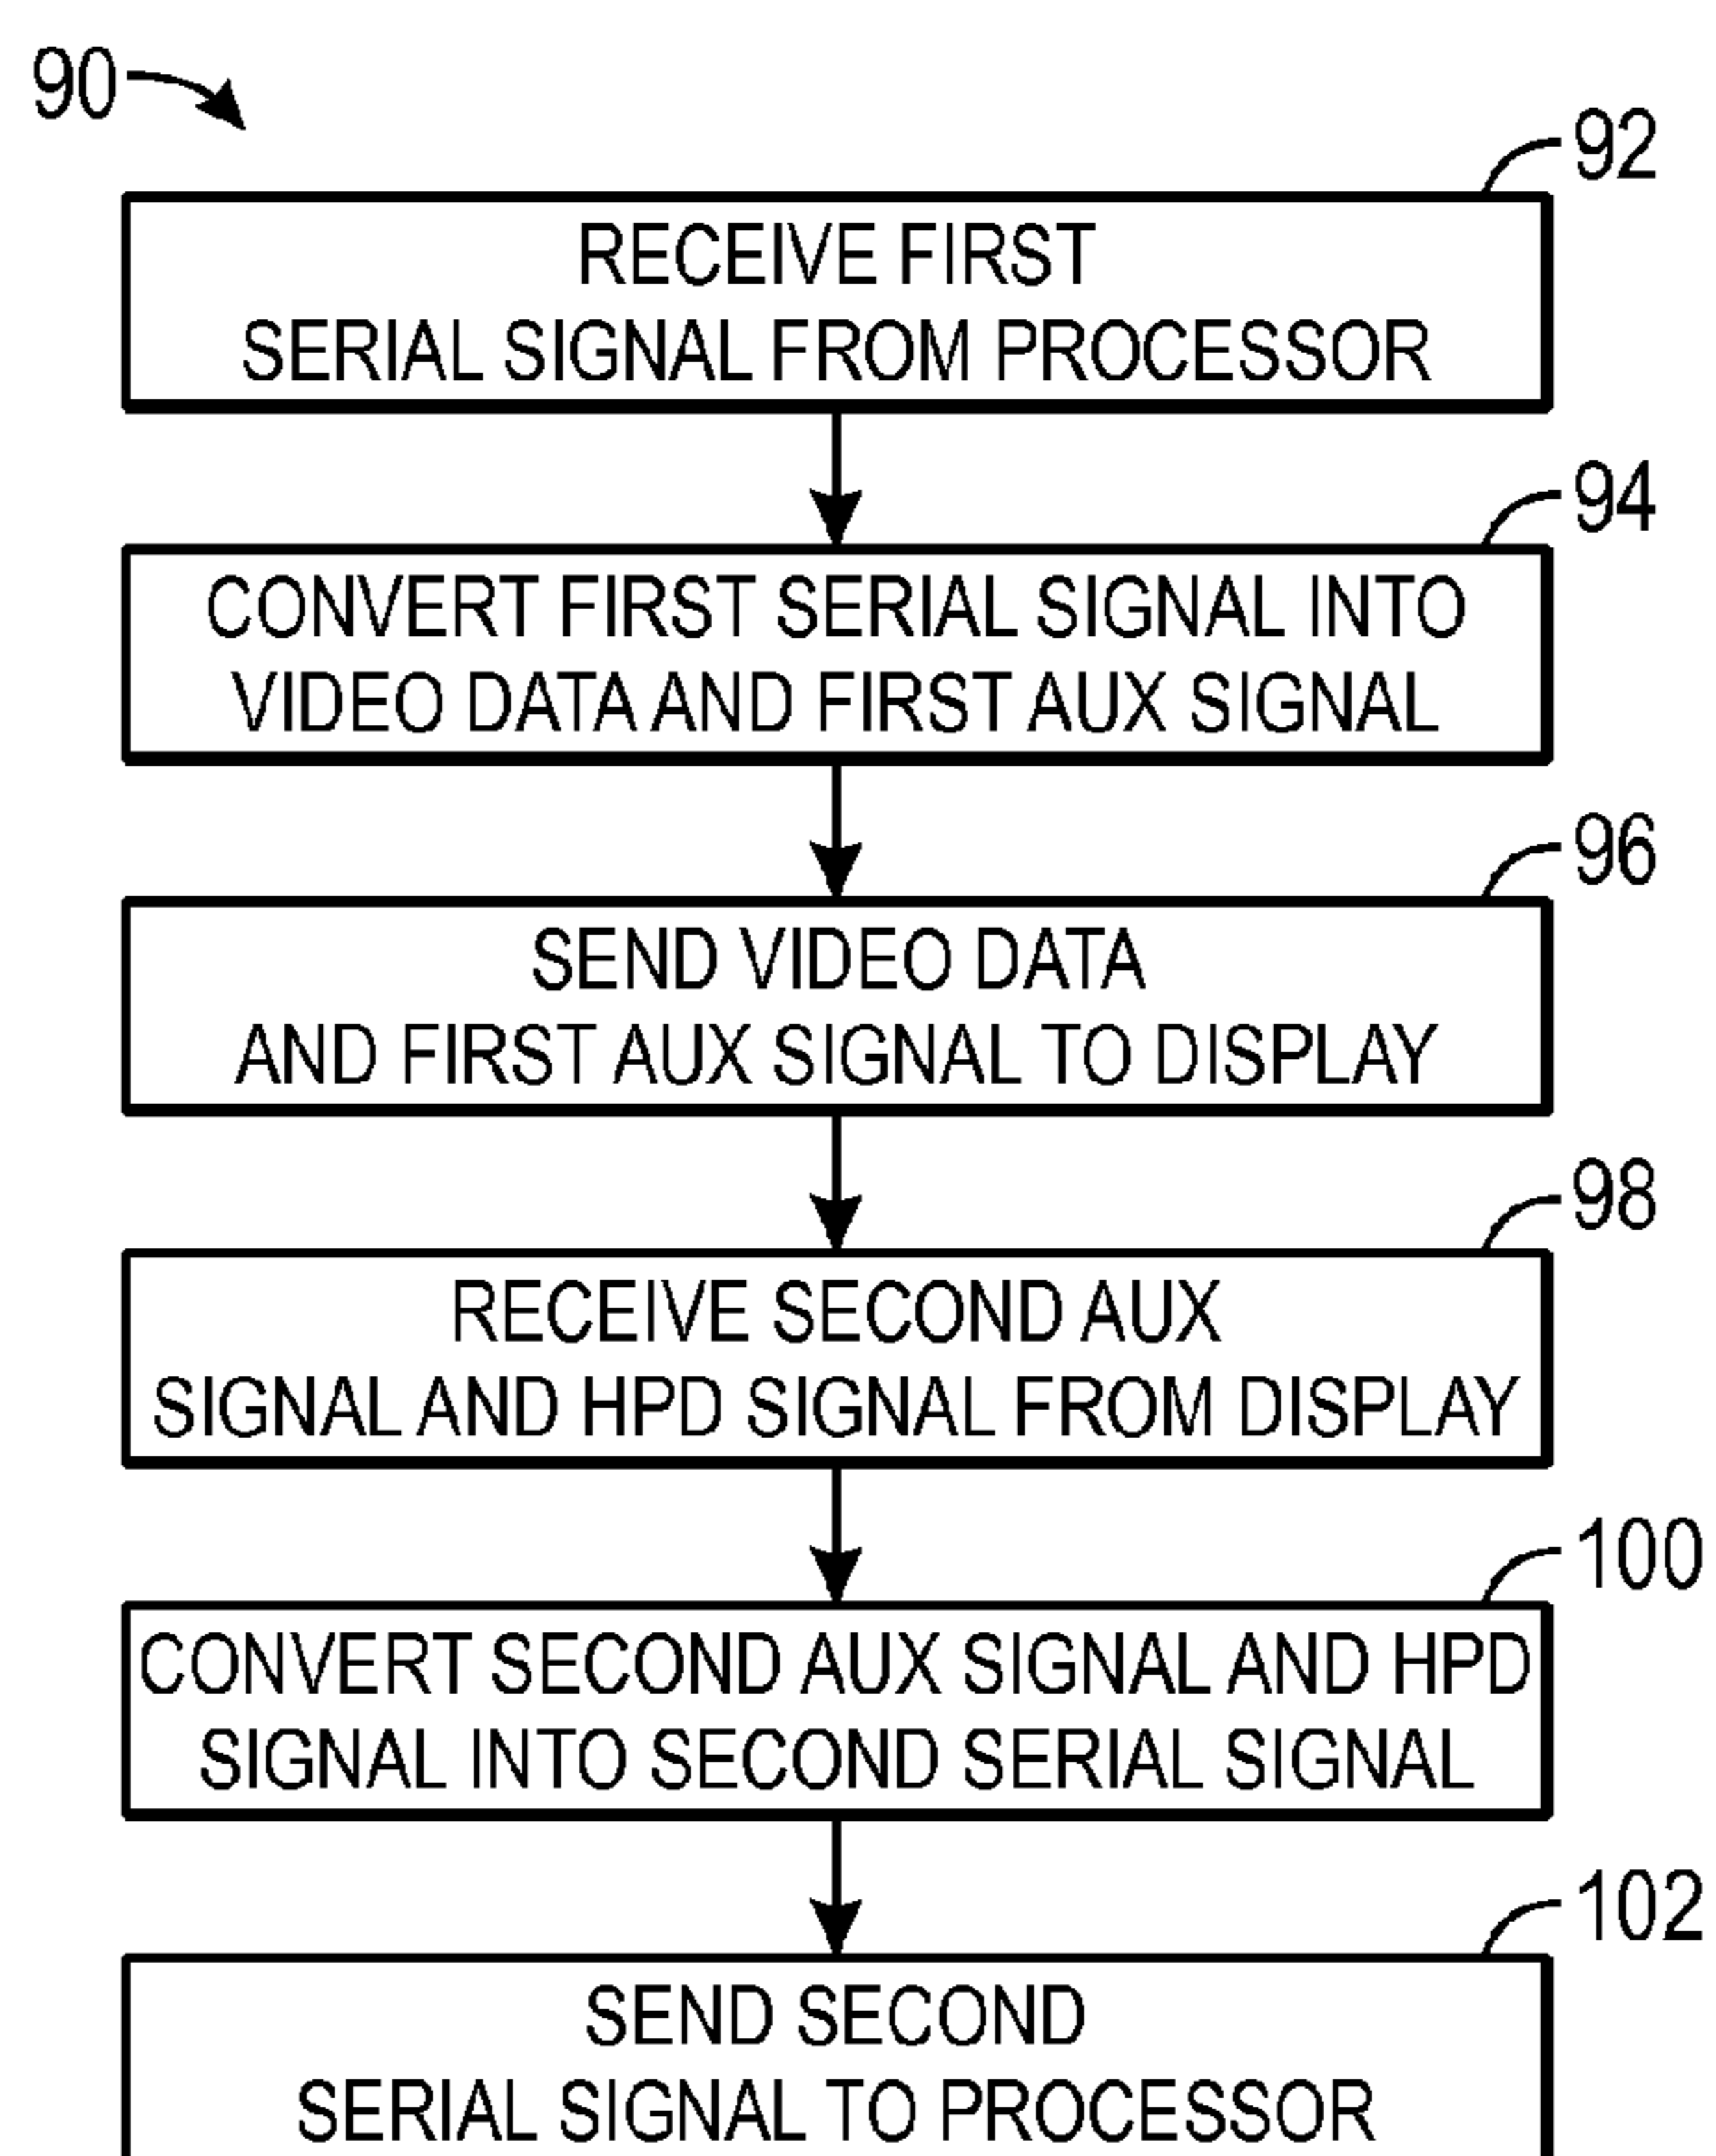 90
92
RECEIVE FIRST
SERIAL SIGNAL FROM PROCESSOR
94
CONVERT FIRST SERIAL SIGNAL INTO
VIDEO DATA AND FIRST AUX SIGNAL
96
SEND VIDEO DATA
AND FIRST AUX SIGNAL TO DISPLAY
98
RECEIVE SECOND AUX
SIGNAL AND HPD SIGNAL FROM DISPLAY
100
CONVERT SECOND AUX SIGNAL AND HPD
SIGNAL INTO SECOND SERIAL SIGNAL
102
SEND SECOND
SERIAL SIGNAL TO PROCESSOR